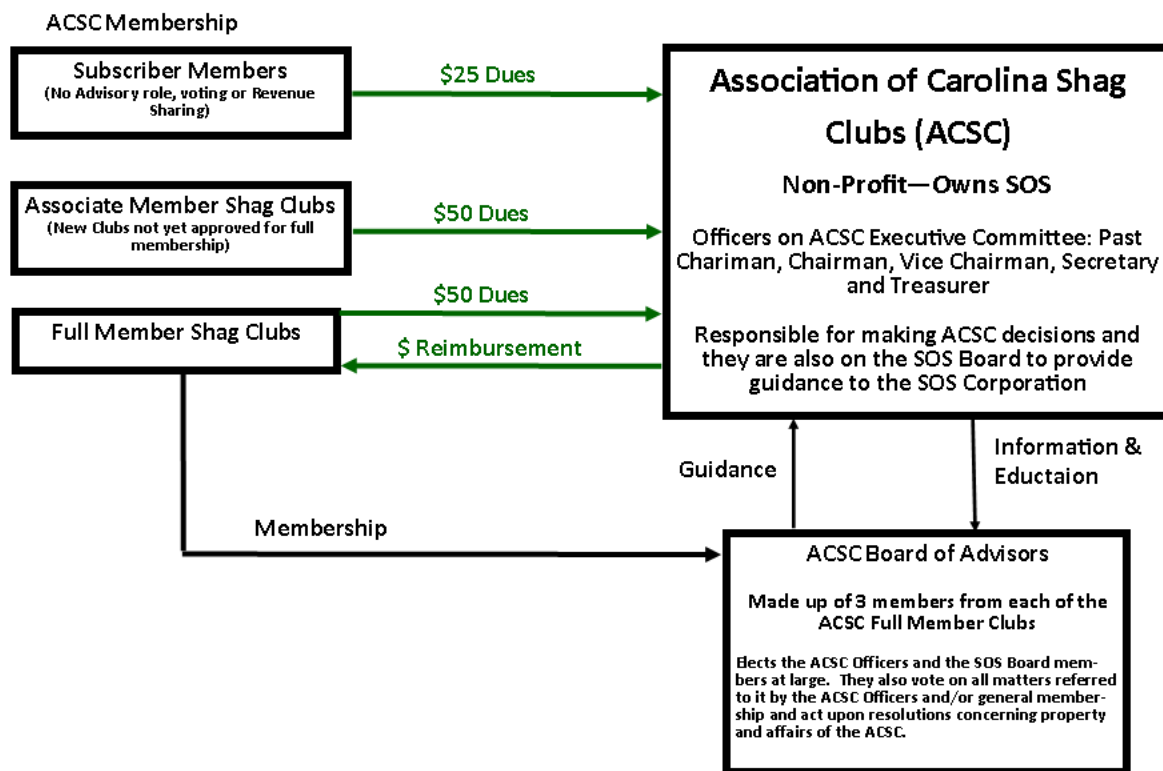 ACSC Membership
Subscriber Members
(No Advisory role, voting or Revenue
Sharing)
$25 Dues
Associate Member Shag Clubs
(New Clubs not yet approved for full
membership)
$50 Dues
Full Member Shag Clubs
$50 Dues
$ Reimbursement
Association of Carolina Shag
Clubs (ACSC)
Non-Profit—Owns SOS
Officers on ACSC Executive Committee: Past
Chariman, Chairman, Vice Chairman, Secretary
and Treasurer
Responsible for making ACSC decisions and
they are also on the SOS Board to provide
guidance to the SOS Corporation
Guidance
Information &
Eductaion
Membership
ACSC Board of Advisors
Made up of 3 members from each of the
ACSC Full Member Clubs
Elects the ACSC Officers and the SOS Board mem-
bers at large.  They also vote on all matters referred
to it by the ACSC Officers and/or general member-
ship and act upon resolutions concerning property
and affairs of the ACSC.